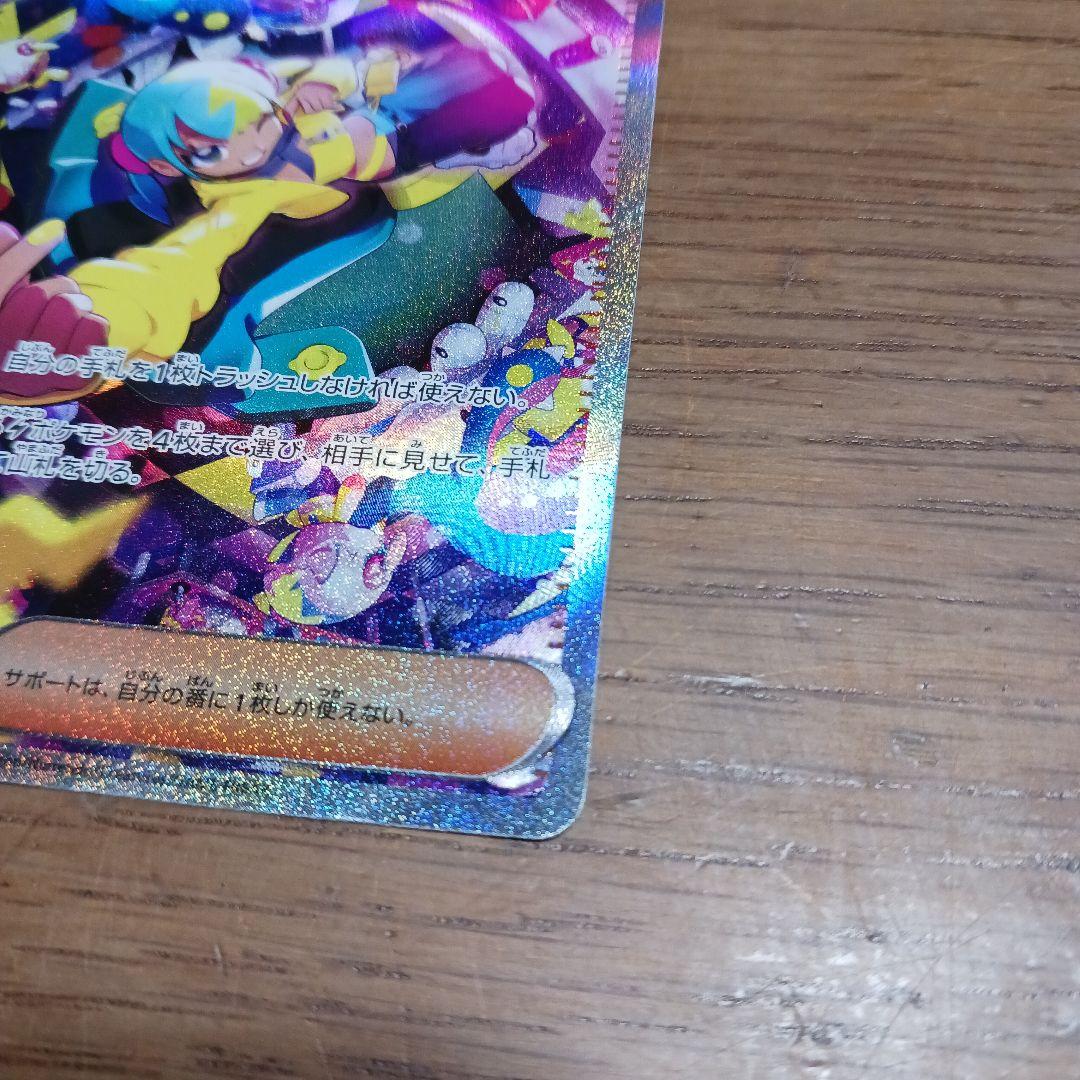 自分の手札を1枚トラッシュしなければ使えない。
ポケモンを4枚まで選び、相手に見せて、手札
山札を切る。
サポートは、自分の番に1枚しか使えない。